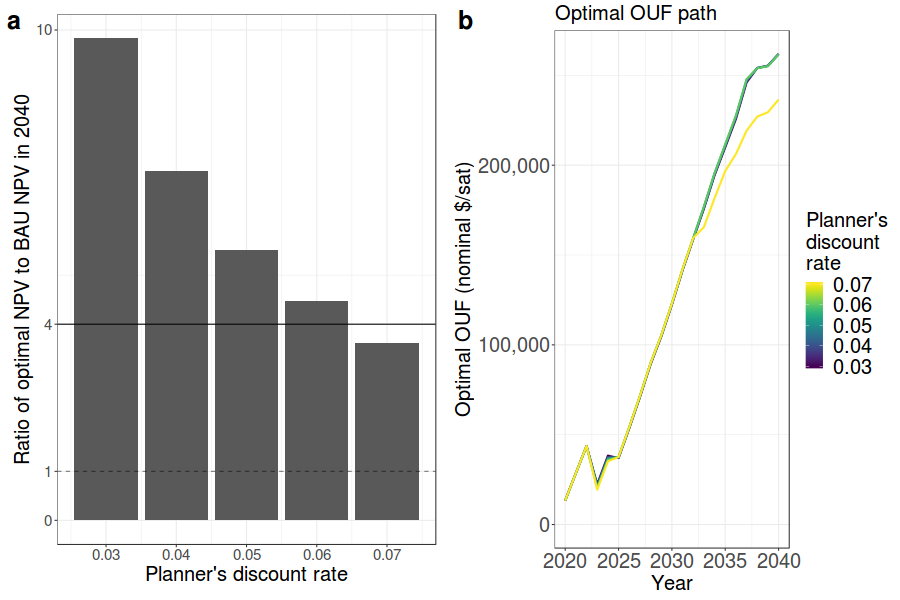 a
Ratio of optimal NPV to BAU NPV in 2040
10
4
1
0
0.03 0.04 0.05 0.06 0.07
Planner's discount rate
b
Optimal OUF path
Optimal OUF (nominal $/sat)
200,000
100,000
0
2020 2025 2030 2035 2040
Year
Planner's
discount
rate
0.07
0.06
0.05
0.04
0.03